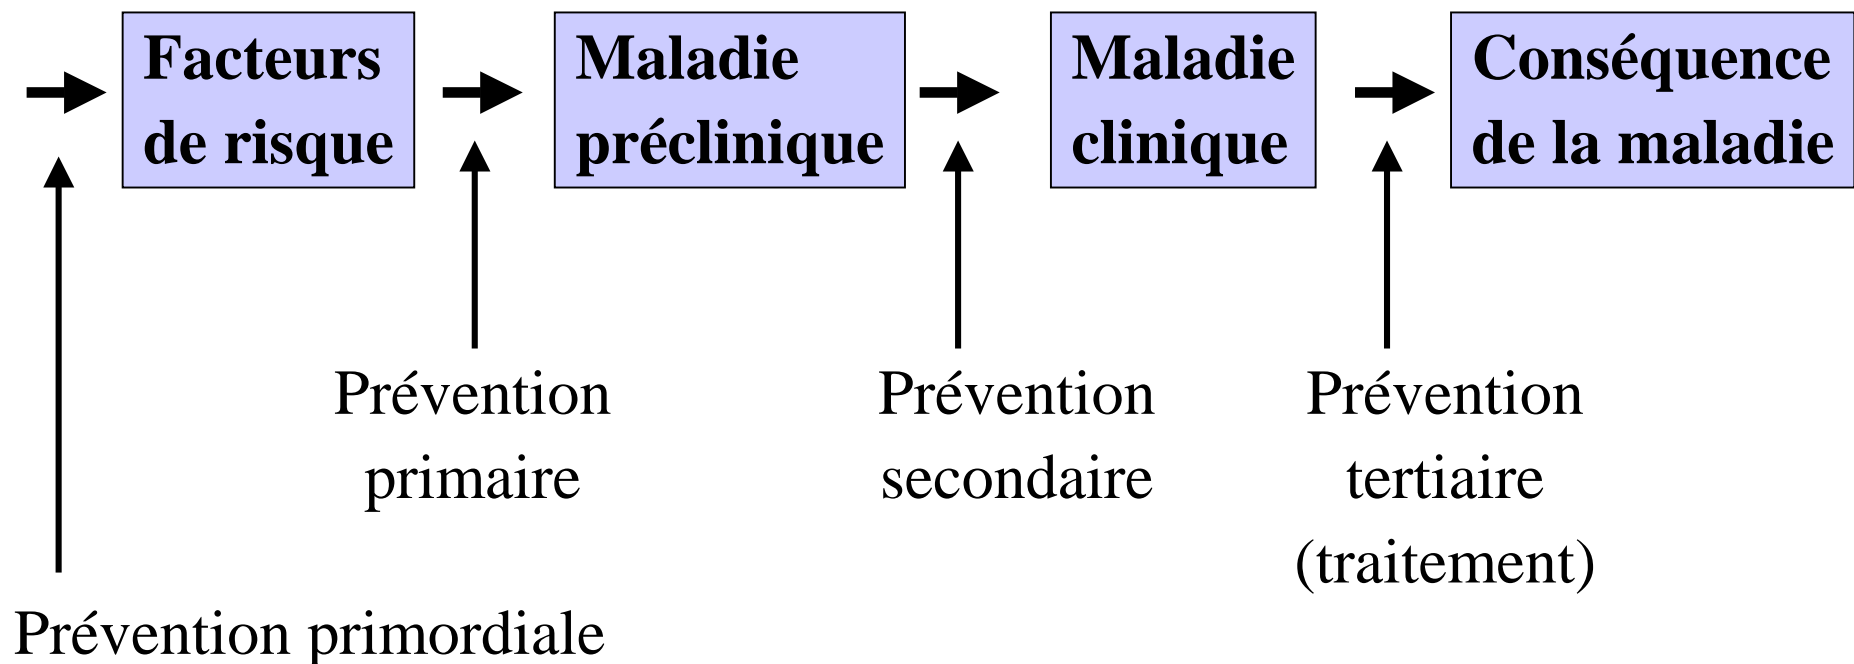 Facteurs
de risque
Maladie
préclinique
Maladie
clinique
Conséquence
de la maladie
Prévention
primaire
Prévention
secondaire
Prévention
tertiaire
(traitement)
Prévention primordiale